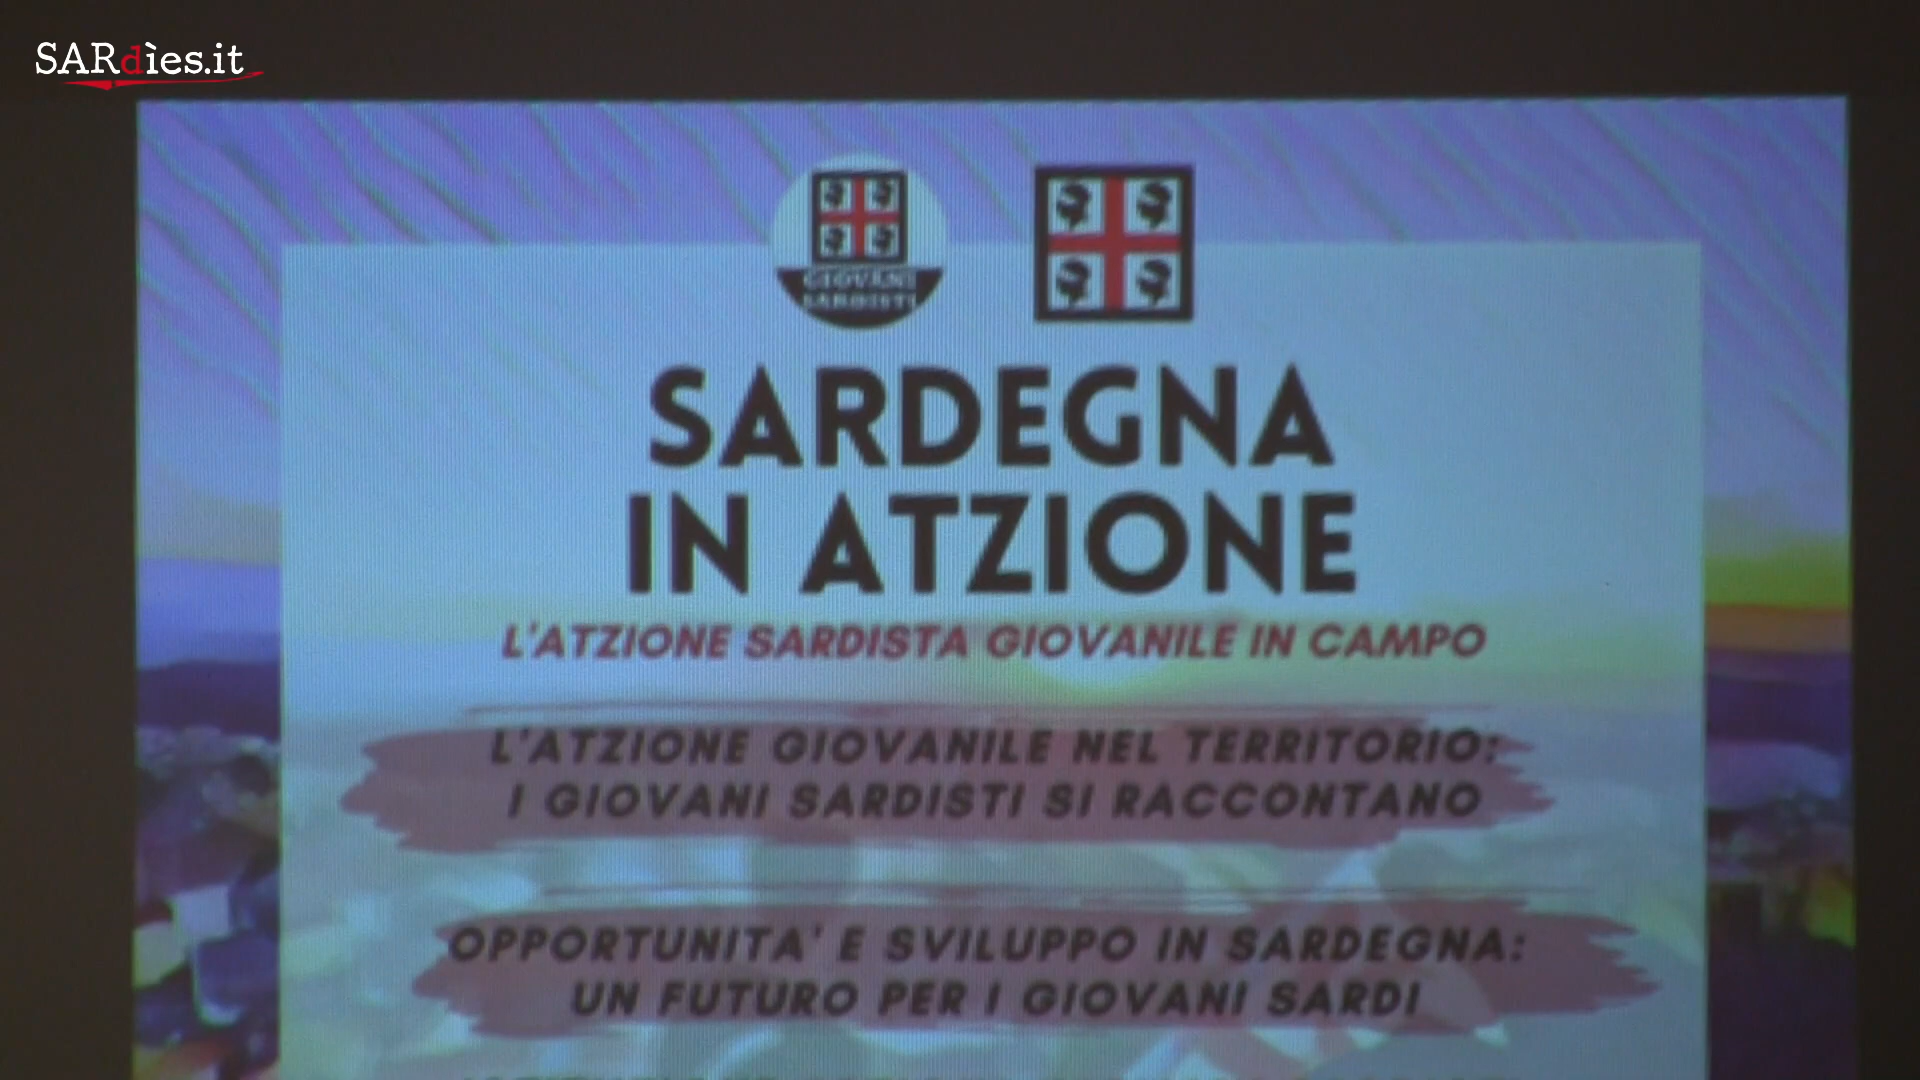 SARdìes.it
GIOVANI
SARDISTI
SARDEGNA
IN ATZIONE
L'ATZIONE SARDISTA GIOVANILE IN CAMPO
L'ATZIONE GIOVANILE NEL TERRITORIO:
I GIOVANI SARDISTI SI RACCONTANO
OPPORTUNITA' E SVILUPPO IN SARDEGNA:
UN FUTURO PER I GIOVANI SARDI